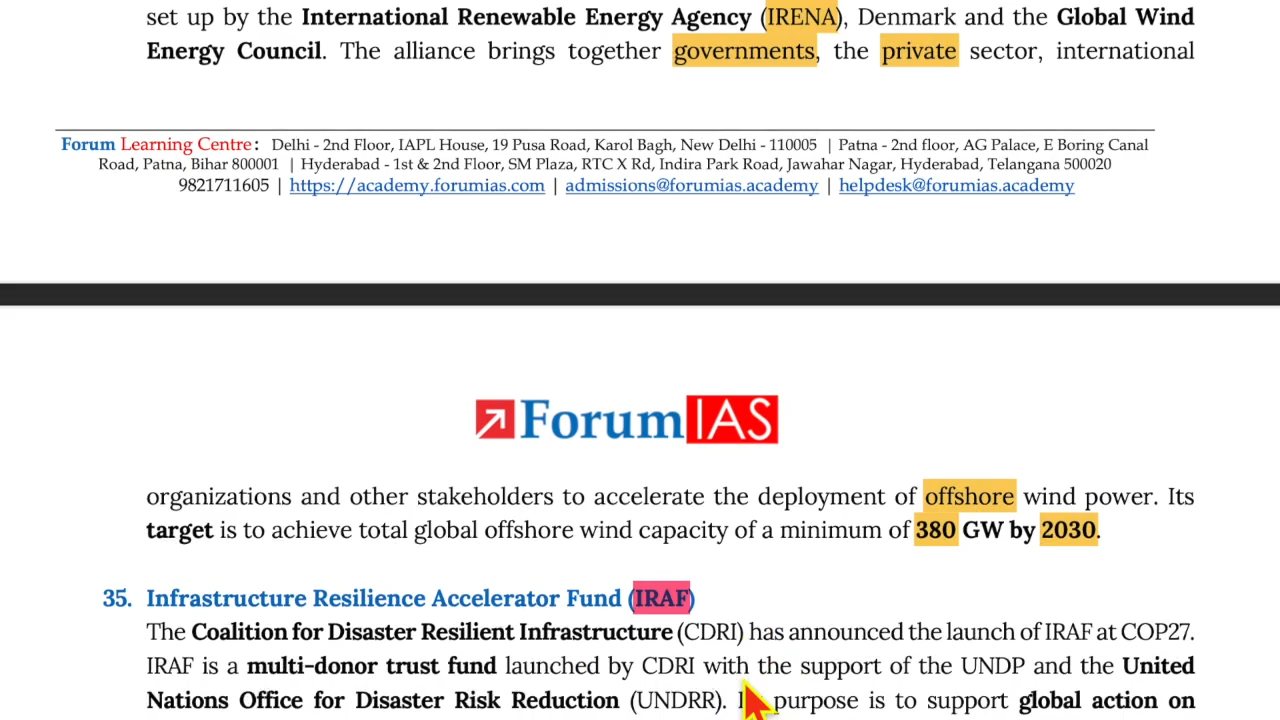 set up by the International Renewable Energy Agency (IRENA), Denmark and the Global Wind
Energy Council. The alliance brings together governments, the private sector, international
Forum Learning Centre: Delhi - 2nd Floor, IAPL House, 19 Pusa Road, Karol Bagh, New Delhi - 110005 | Patna - 2nd floor, AG Palace, E Boring Canal
Road, Patna, Bihar 800001 | Hyderabad - 1st & 2nd Floor, SM Plaza, RTC X Rd, Indira Park Road, Jawahar Nagar, Hyderabad, Telangana 500020
9821711605 | https://academy.forumias.com | admissions@forumias.academy | helpdesk@forumias.academy
ForumIAS
organizations and other stakeholders to accelerate the deployment of offshore wind power. Its
target is to achieve total global offshore wind capacity of a minimum of 380 GW by 2030.
35. Infrastructure Resilience Accelerator Fund (IRAF)
The Coalition for Disaster Resilient Infrastructure (CDRI) has announced the launch of IRAF at COP27.
IRAF is a multi-donor trust fund launched by CDRI with the support of the UNDP and the United
Nations Office for Disaster Risk Reduction (UNDRR). purpose is to support global action on